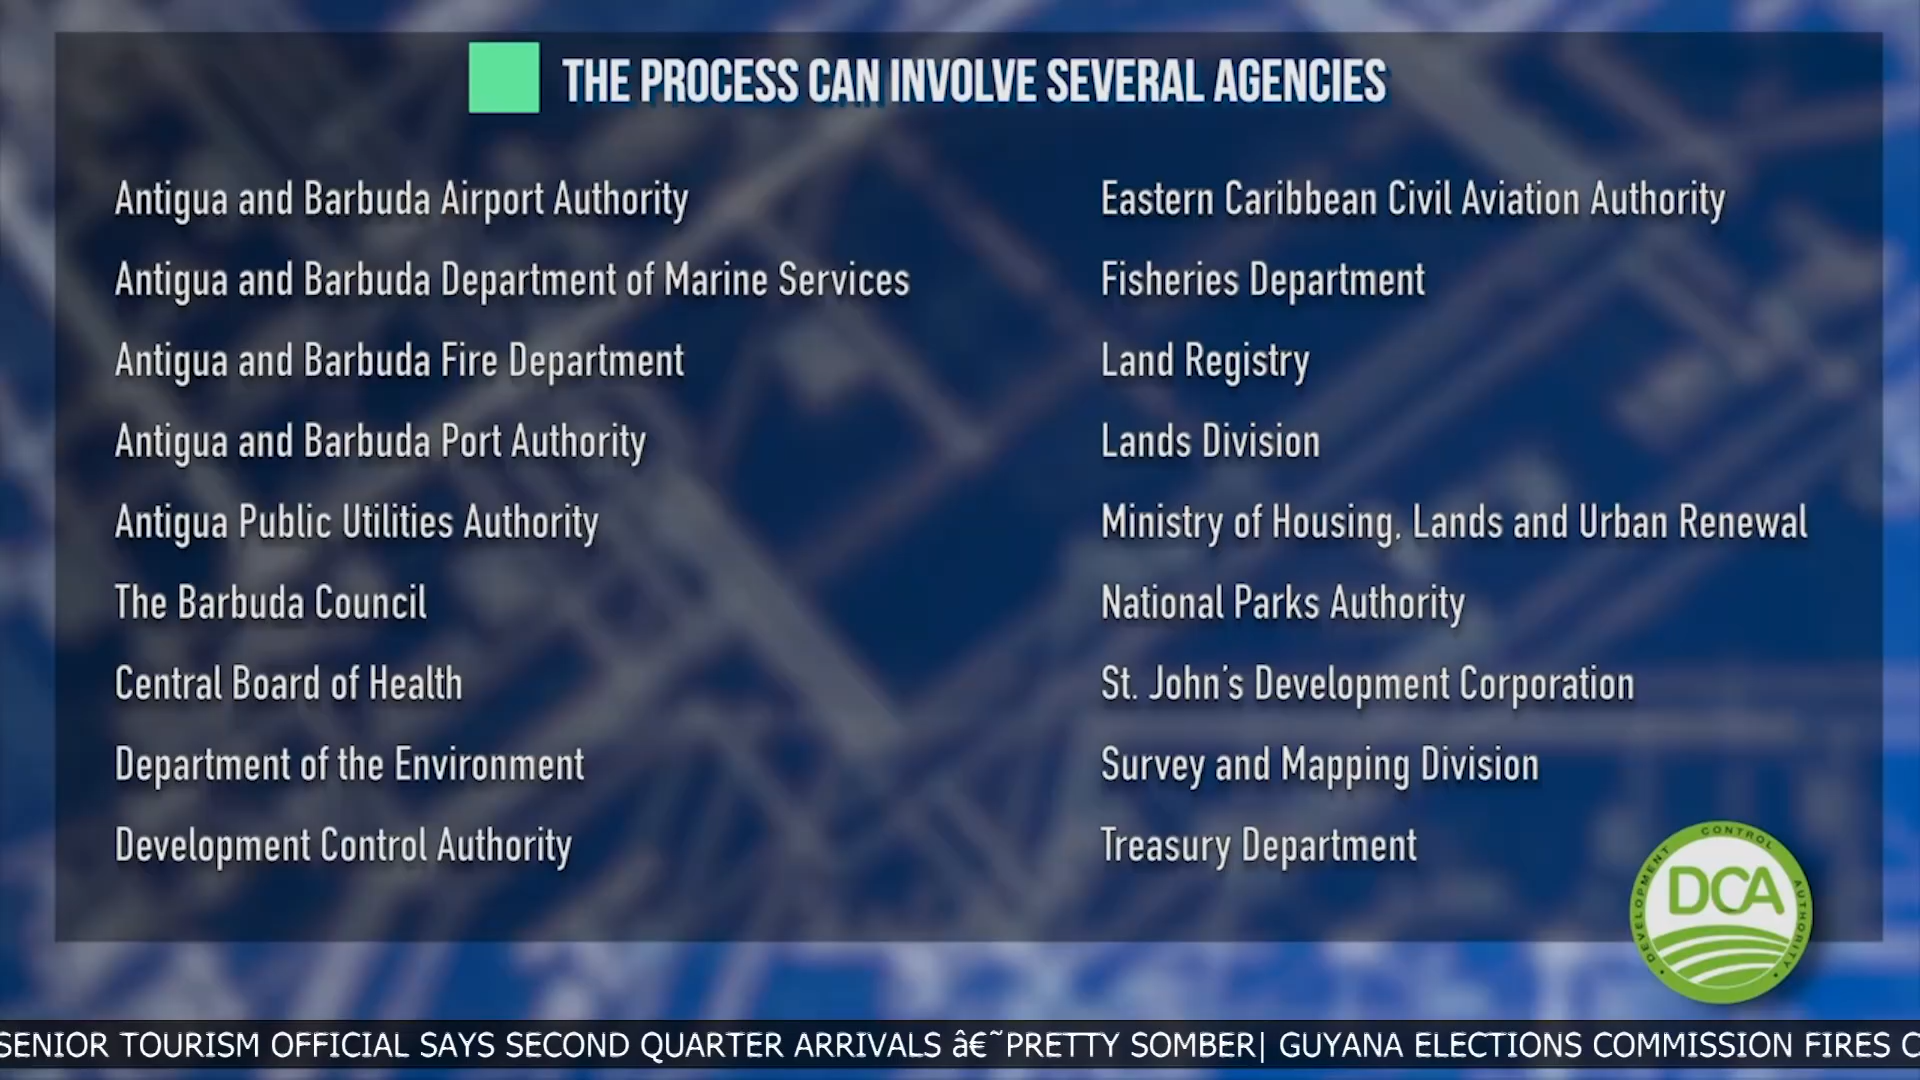 THE PROCESS CAN INVOLVE SEVERAL AGENCIES
Antigua and Barbuda Airport Authority
Antigua and Barbuda Department of Marine Services
Antigua and Barbuda Fire Department
Antigua and Barbuda Port Authority
Antigua Public Utilities Authority
The Barbuda Council
Central Board of Health
Department of the Environment
Development Control Authority
Eastern Caribbean Civil Aviation Authority
Fisheries Department
Land Registry
Lands Division
Ministry of Housing, Lands and Urban Renewal
National Parks Authority
St. John's Development Corporation
Survey and Mapping Division
Treasury Department
DEVELOPMENT CONTROL AUTHORITY
DCA
SENIOR TOURISM OFFICIAL SAYS SECOND QUARTER ARRIVALS â€˜PRETTY SOMBER| GUYANA ELECTIONS COMMISSION FIRES C